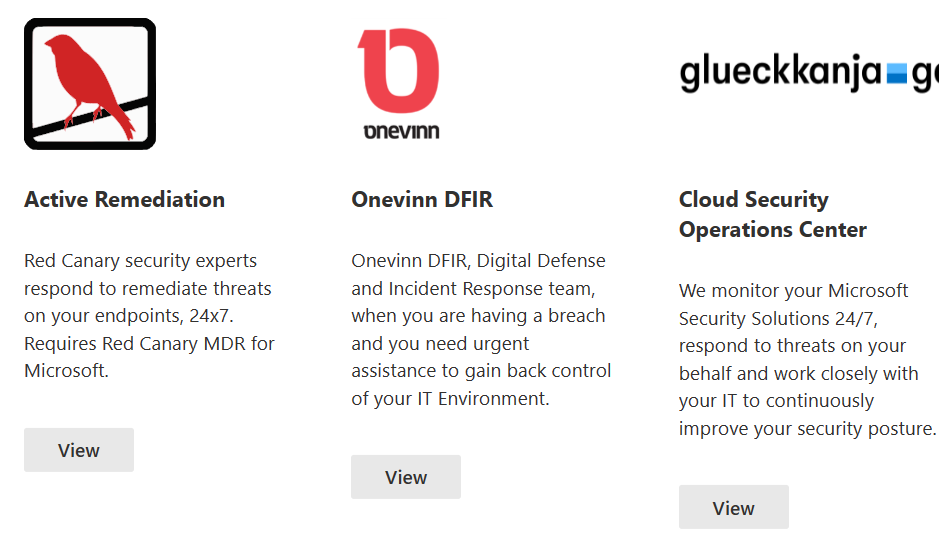 onevinn
glueckkanja
Active Remediation
Red Canary security experts
respond to remediate threats
on your endpoints, 24x7.
Requires Red Canary MDR for
Microsoft.
View
Onevinn DFIR
Onevinn DFIR, Digital Defense
and Incident Response team,
when you are having a breach
and you need urgent
assistance to gain back control
of your IT Environment.
View
Cloud Security
Operations Center
We monitor your Microsoft
Security Solutions 24/7,
respond to threats on your
behalf and work closely with
your IT to continuously
improve your security posture.
View